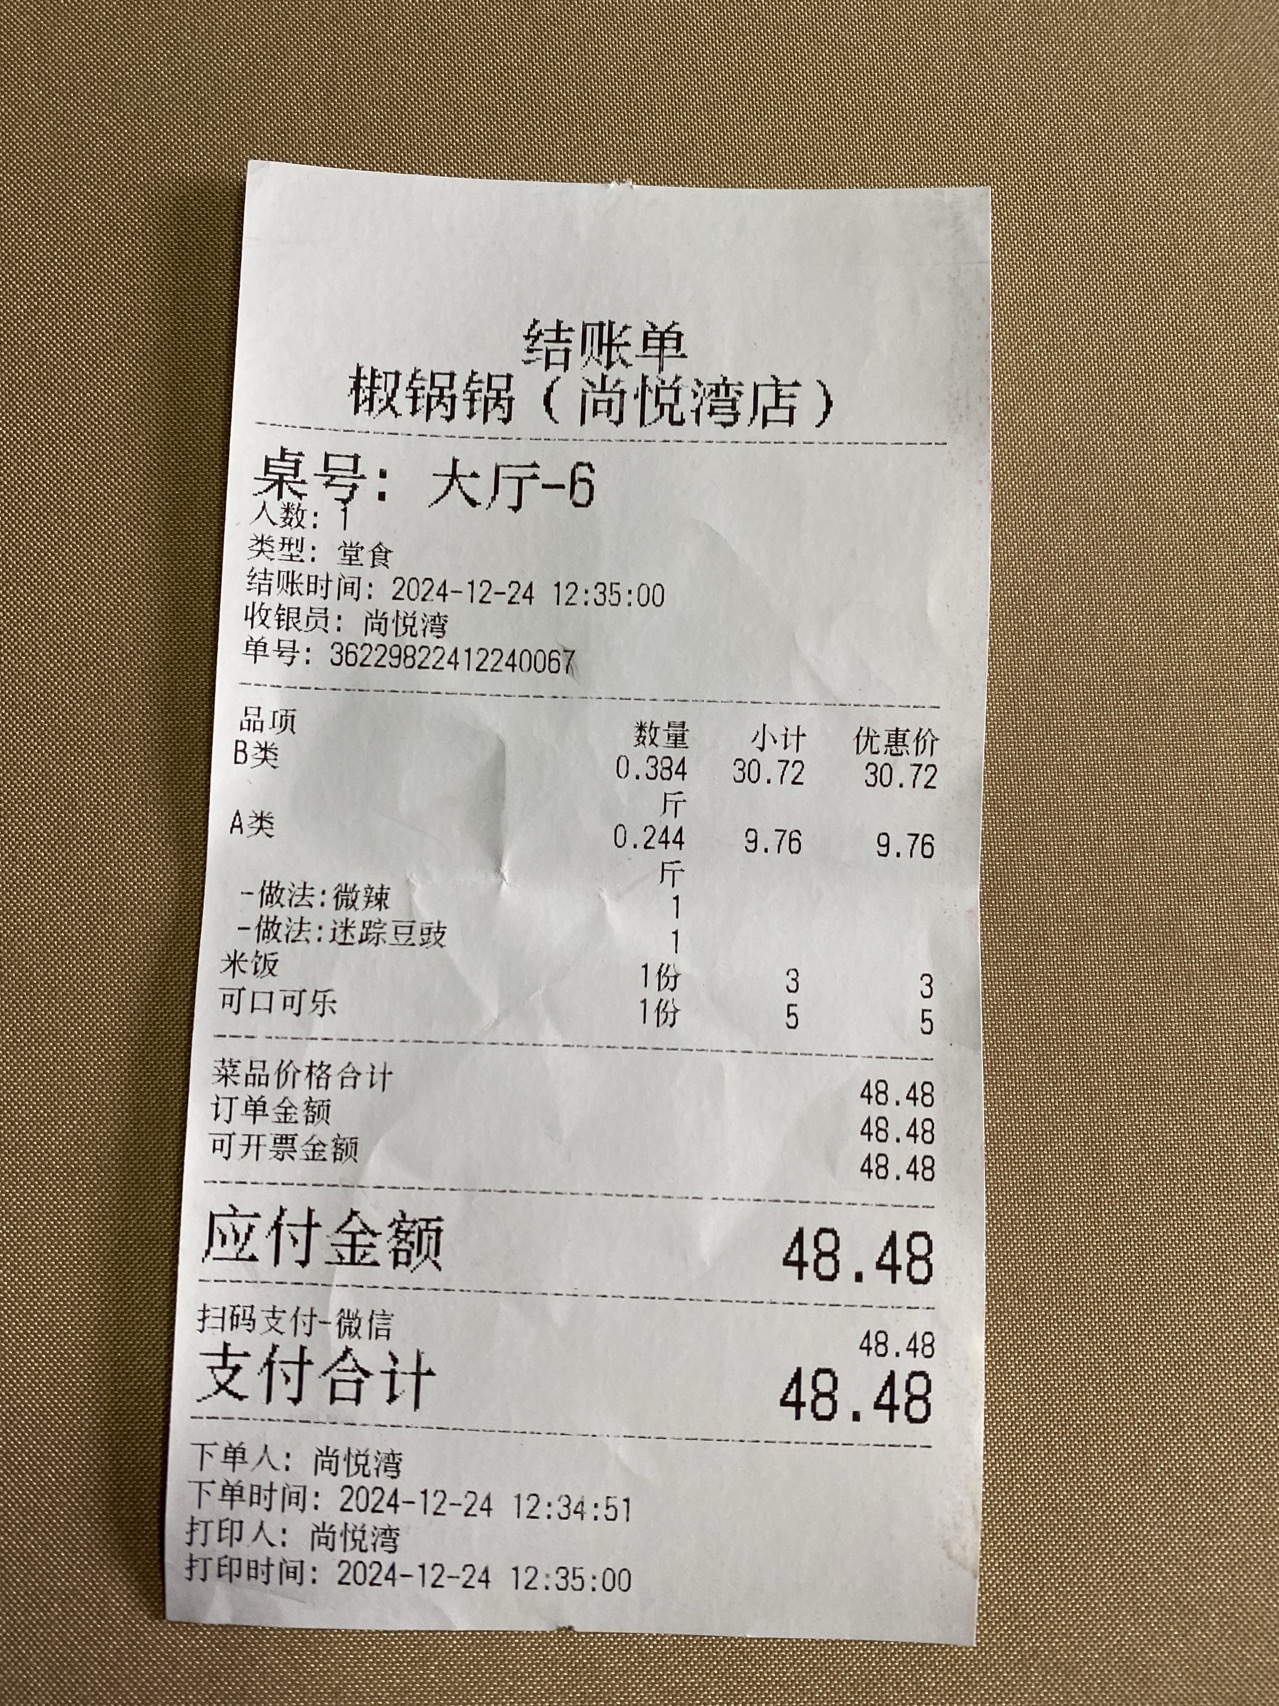 结账单
椒锅锅(尚悦湾店)
桌号: 大厅-6
人数: 1
类型: 堂食
结账时间: 2024-12-24 12:35:00
收银员: 尚悦湾
单号: 36229822412240067
品项 数量 小计 优惠价
B类 0.384 30.72 30.72
斤
A类 0.244 9.76 9.76
斤
-做法:微辣 1
-做法:迷踪豆豉 1
米饭 1份 3 3
可口可乐 1份 5 5
菜品价格合计 48.48
订单金额 48.48
可开票金额 48.48
应付金额 48.48
扫码支付-微信 48.48
支付合计 48.48
下单人: 尚悦湾
下单时间: 2024-12-24 12:34:51
打印人: 尚悦湾
打印时间: 2024-12-24 12:35:00